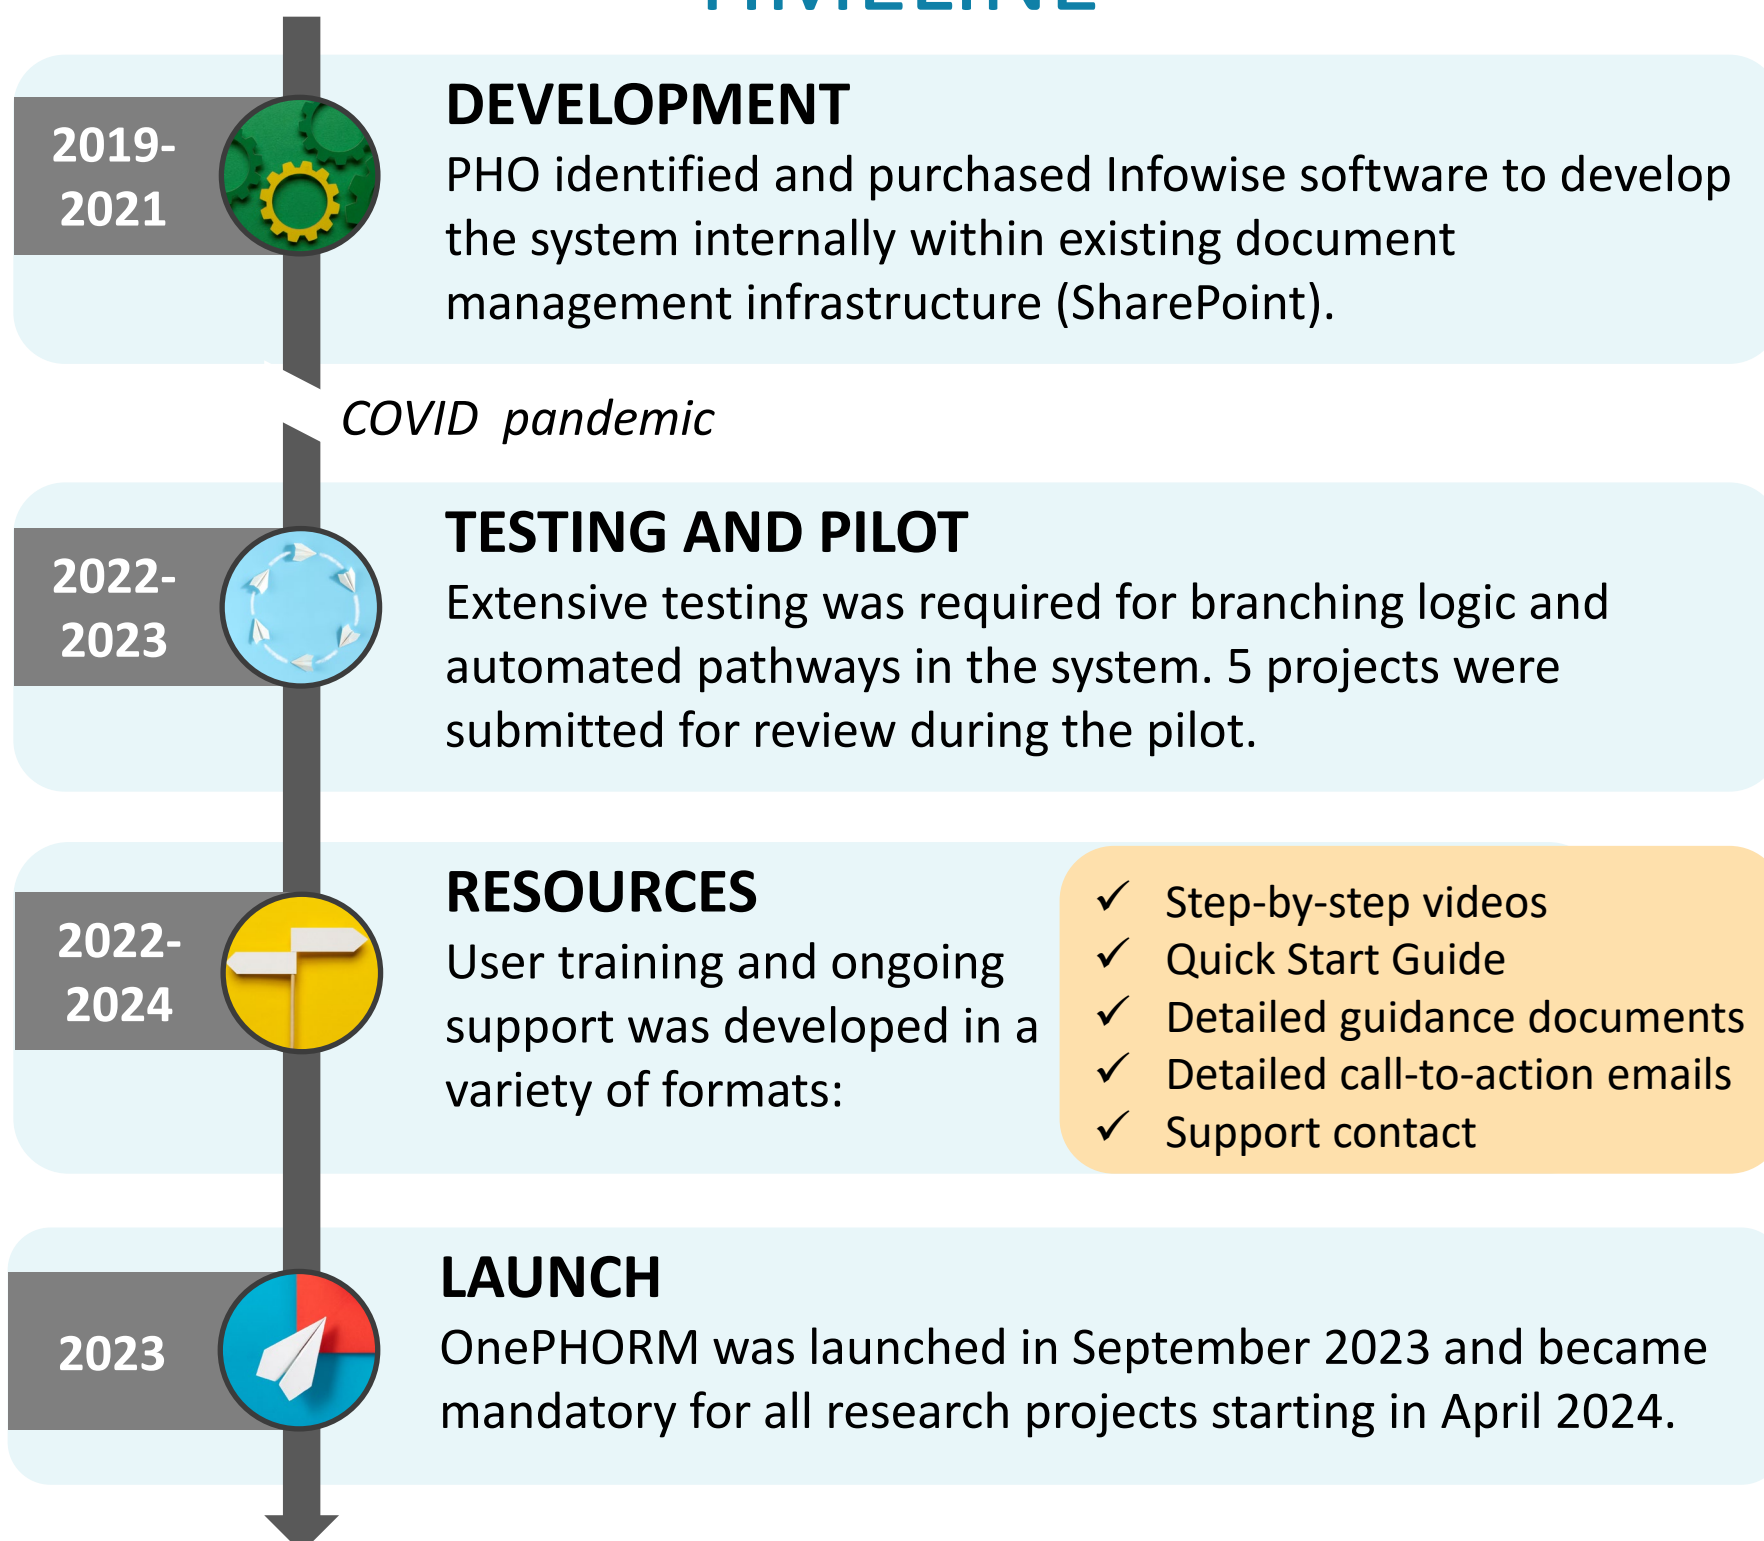 TIMELINE
2019-
2021
DEVELOPMENT
PHO identified and purchased Infowise software to develop
the system internally within existing document
management infrastructure (SharePoint).
COVID pandemic
2022-
2023
TESTING AND PILOT
Extensive testing was required for branching logic and
automated pathways in the system. 5 projects were
submitted for review during the pilot.
2022-
2024
RESOURCES
User training and ongoing
support was developed in a
variety of formats:
✓ Step-by-step videos
✓ Quick Start Guide
✓ Detailed guidance documents
✓ Detailed call-to-action emails
✓ Support contact
2023
LAUNCH
OnePHORM was launched in September 2023 and became
mandatory for all research projects starting in April 2024.